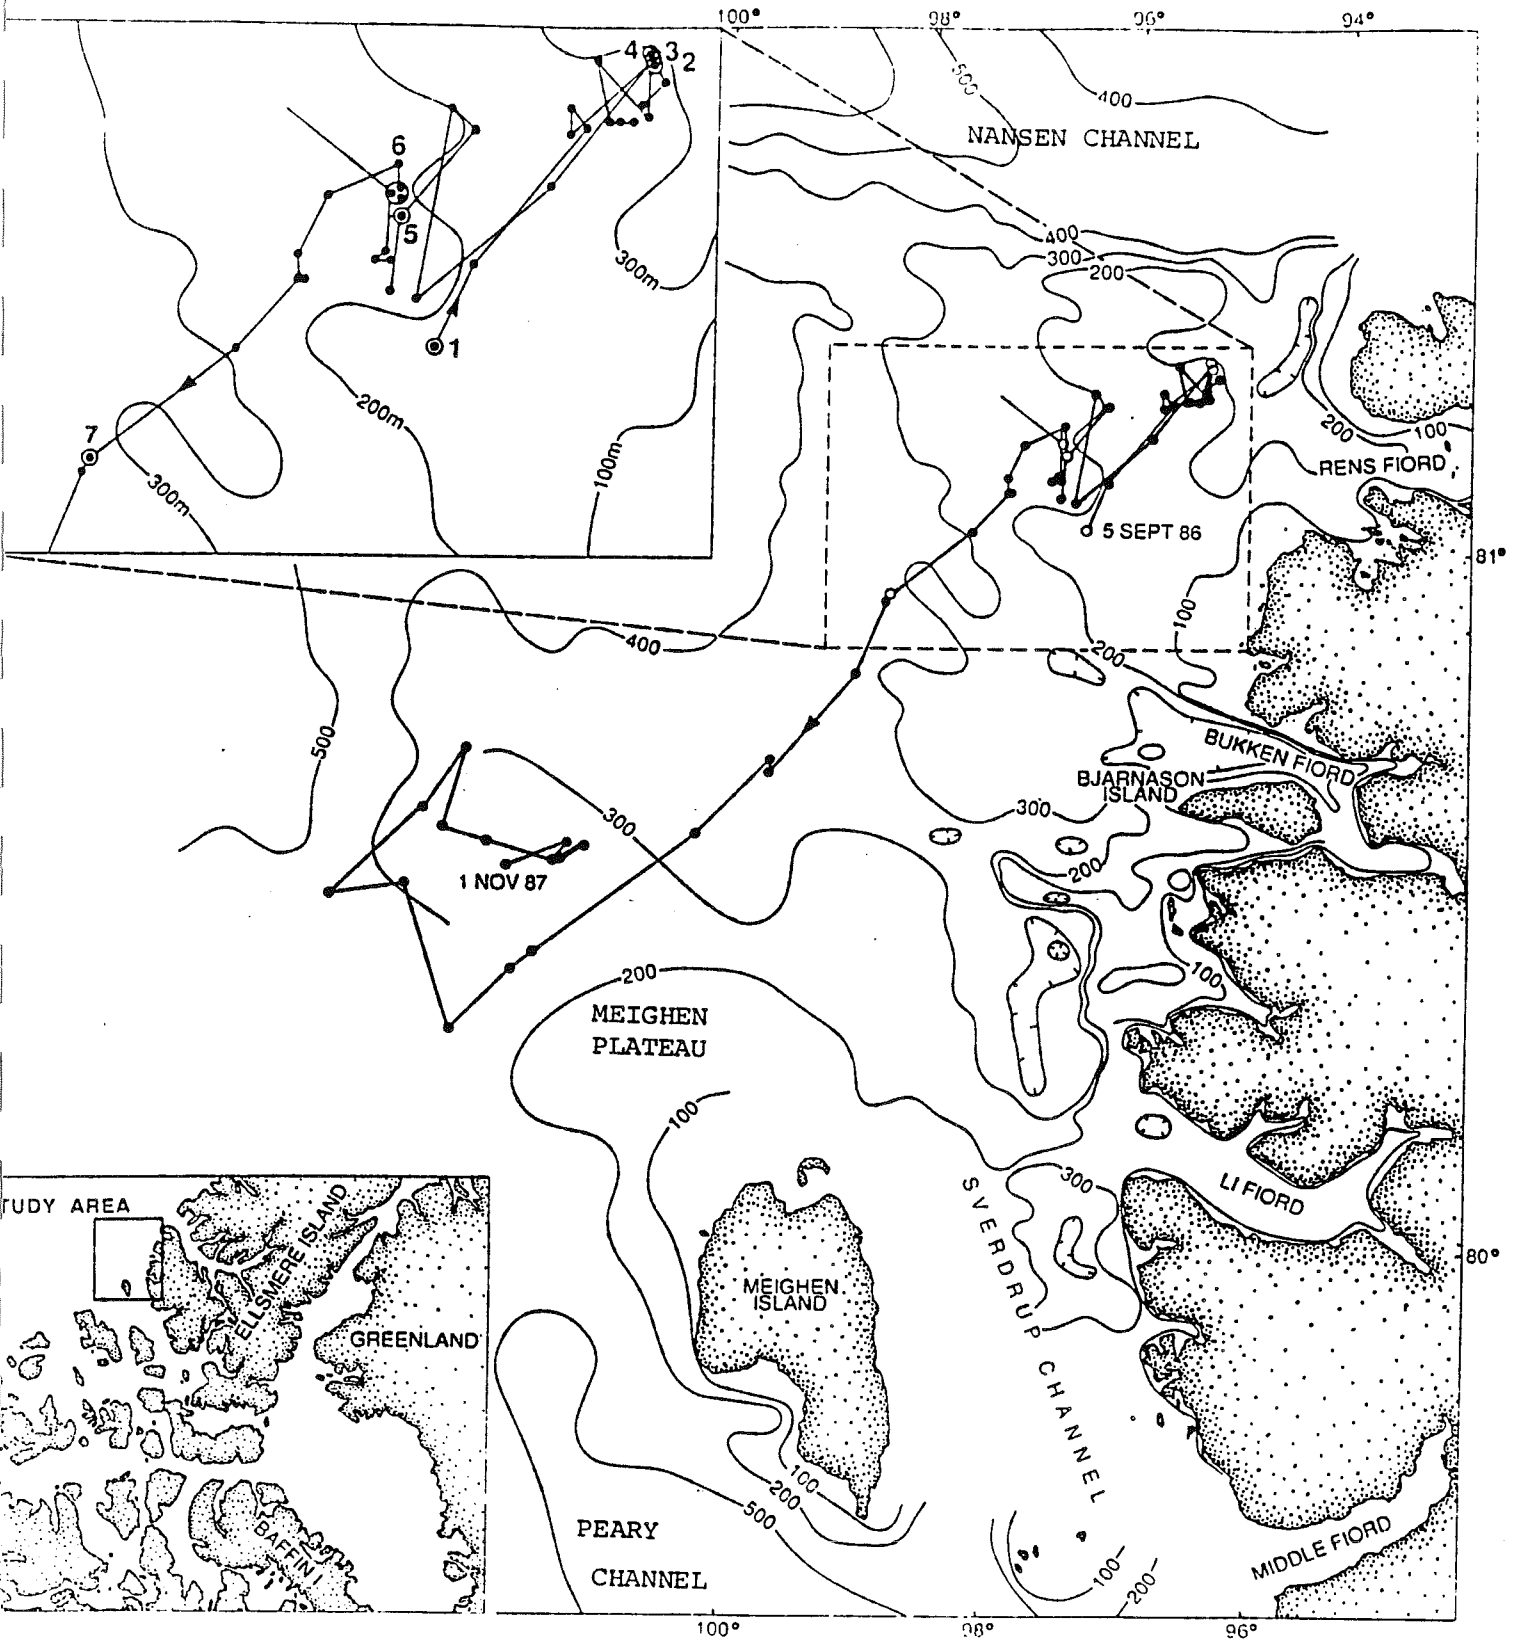 100°
98°
96°
94°
4
3
2
500
400
NANSEN CHANNEL
6
5
400
300
200
300m
1
200m
7
100m
300m
200
100
RENS FIORD
5 SEPT 86
81°
100
400
200
500
BUKKEN FIORD
BJARNASON
ISLAND
300
300
200
1 NOV 87
200
100
MEIGHEN
PLATEAU
100
300
LI FIORD
SVERDRUP CHANNEL
TUDY AREA
ELLSMERE ISLAND
GREENLAND
BAFFIN I
80°
MEIGHEN
ISLAND
100
200
500
PEARY
CHANNEL
100
200
MIDDLE FIORD
100°
98°
96°